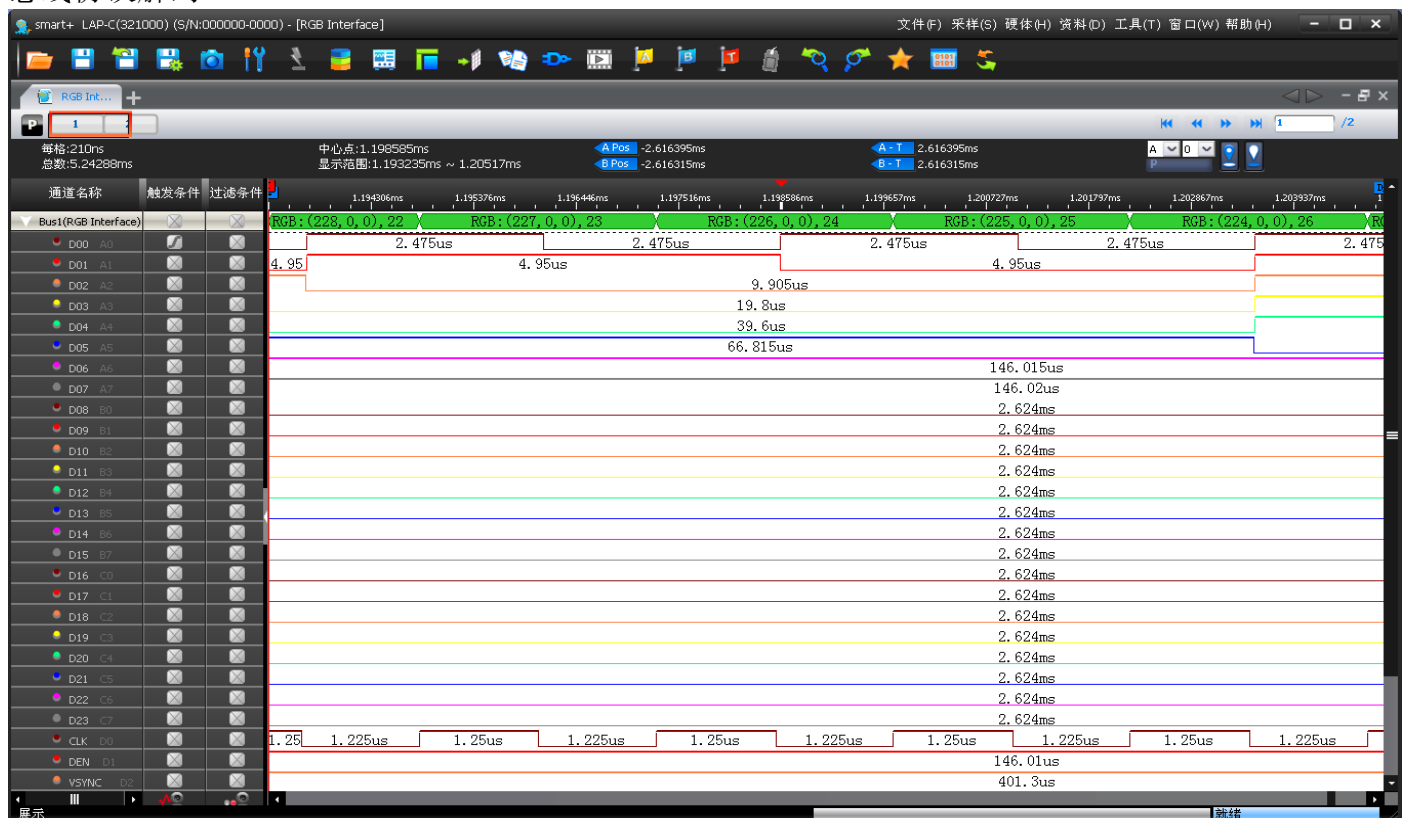 smart+ LAP-C(321000) (S/N:000000-0000) - [RGB Interface] 文件(F) 采样(S) 硬体(H) 资料(D) 工具(T) 窗口(W) 帮助(H)
RGB Int...
P 1 2 1 /2
每格:210ns 中心点:1.198585ms A Pos -2.616395ms A - T 2.616395ms A 0
总数:5.24288ms 显示范围:1.193235ms ~ 1.20517ms B Pos -2.616315ms B - T 2.616315ms P
通道名称 触发条件 过滤条件 1.194306ms 1.195376ms 1.196446ms 1.197516ms 1.198586ms 1.199657ms 1.200727ms 1.201797ms 1.202867ms 1.203937ms 1
Bus1(RGB Interface) RGB:(228,0,0),22 RGB:(227,0,0),23 RGB:(226,0,0),24 RGB:(225,0,0),25 RGB:(224,0,0),26 R
D00 A0 2.475us 2.475us 2.475us 2.475us 2.475
D01 A1 4.95 4.95us 4.95us
D02 A2 9.905us
D03 A3 19.8us
D04 A4 39.6us
D05 A5 66.815us
D06 A6 146.015us
D07 A7 146.02us
D08 B0 2.624ms
D09 B1 2.624ms
D10 B2 2.624ms
D11 B3 2.624ms
D12 B4 2.624ms
D13 B5 2.624ms
D14 B6 2.624ms
D15 B7 2.624ms
D16 C0 2.624ms
D17 C1 2.624ms
D18 C2 2.624ms
D19 C3 2.624ms
D20 C4 2.624ms
D21 C5 2.624ms
D22 C6 2.624ms
D23 C7 2.624ms
CLK D0 1.25 1.225us 1.25us 1.225us 1.25us 1.225us 1.25us 1.225us 1.25us 1.225us
DEN D1 146.01us
VSYNC D2 401.3us
展示 就绪